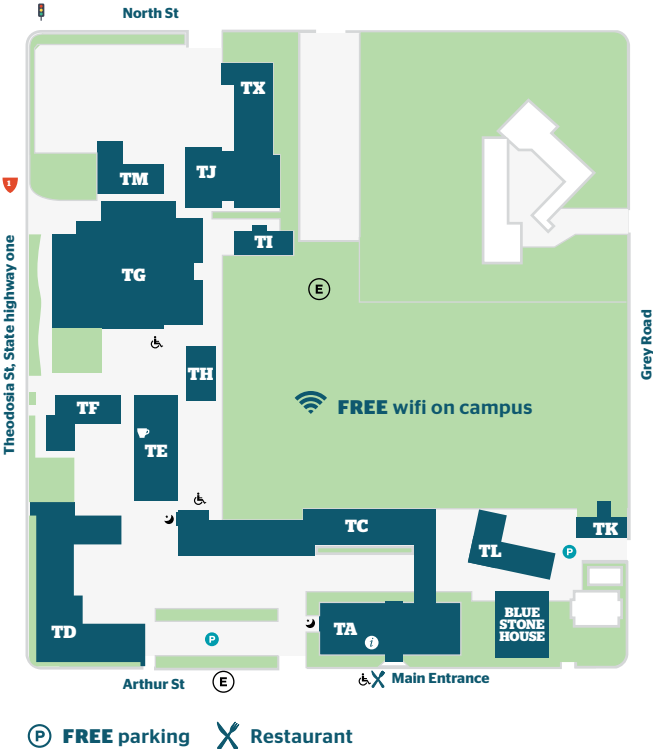 North St
TX
TM
TJ
1
TI
TG
E
Theodosia St, State highway one
Grey Road
TH
FREE wifi on campus
TF
TE
TC
TK
TL
P
TD
TA
i
P
BLUE
STONE
HOUSE
Arthur St
E
Main Entrance
P FREE parking
Restaurant